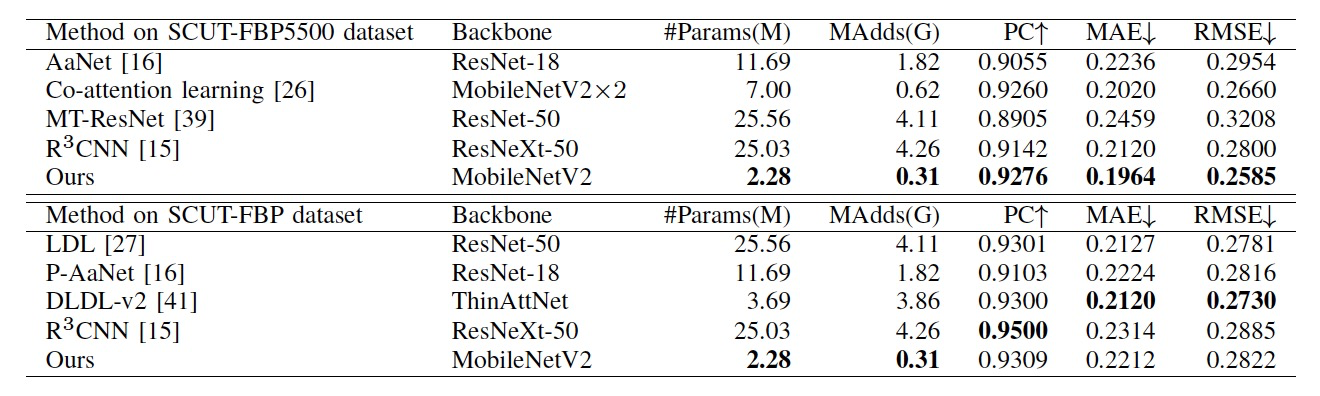 Method on SCUT-FBP5500 dataset Backbone #Params(M) MAdds(G) PC↑ MAE↓ RMSE↓
AaNet [16] ResNet-18 11.69 1.82 0.9055 0.2236 0.2954
Co-attention learning [26] MobileNetV2×2 7.00 0.62 0.9260 0.2020 0.2660
MT-ResNet [39] ResNet-50 25.56 4.11 0.8905 0.2459 0.3208
R³CNN [15] ResNeXt-50 25.03 4.26 0.9142 0.2120 0.2800
Ours MobileNetV2 2.28 0.31 0.9276 0.1964 0.2585
Method on SCUT-FBP dataset Backbone #Params(M) MAdds(G) PC↑ MAE↓ RMSE↓
LDL [27] ResNet-50 25.56 4.11 0.9301 0.2127 0.2781
P-AaNet [16] ResNet-18 11.69 1.82 0.9103 0.2224 0.2816
DLDL-v2 [41] ThinAttNet 3.69 3.86 0.9300 0.2120 0.2730
R³CNN [15] ResNeXt-50 25.03 4.26 0.9500 0.2314 0.2885
Ours MobileNetV2 2.28 0.31 0.9309 0.2212 0.2822